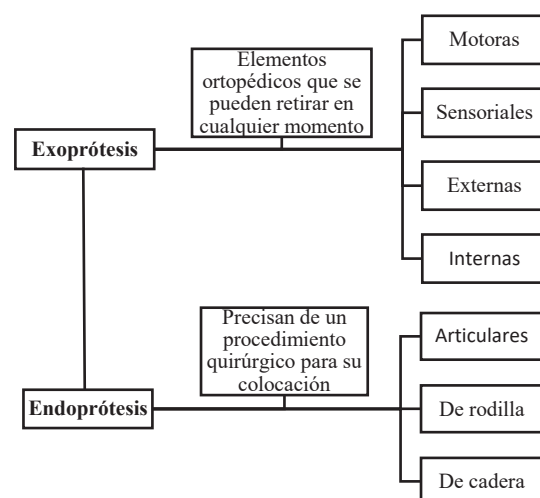 Motoras
Elementos
ortopédicos que se
pueden retirar en
cualquier momento
Sensoriales
Exoprótesis
Externas
Internas
Precisan de un
procedimiento
quirúrgico para su
colocación
Articulares
Endoprótesis
De rodilla
De cadera